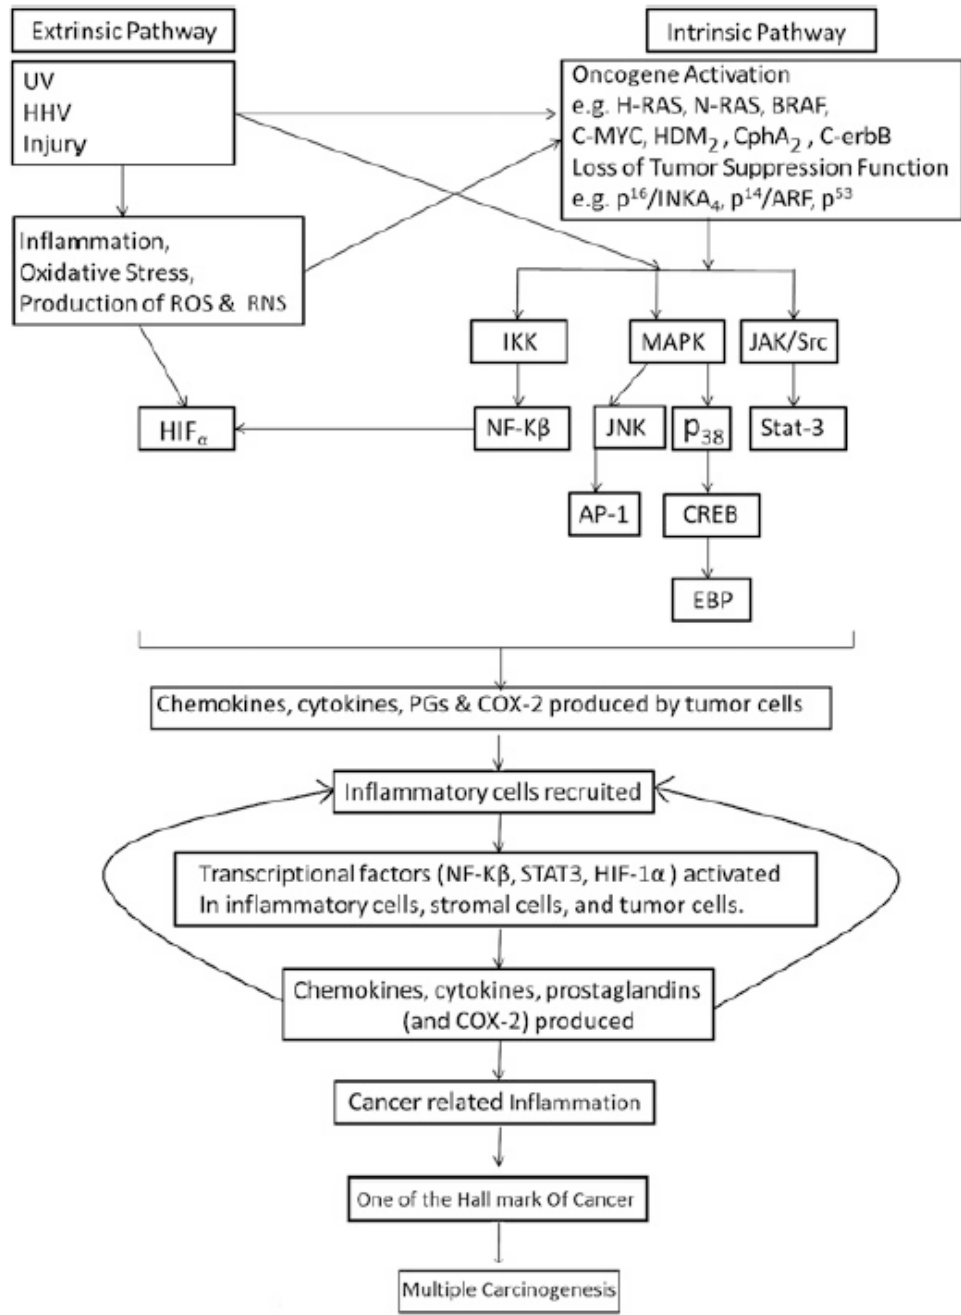 Extrinsic Pathway
Intrinsic Pathway
UV
HHV
Injury
Oncogene Activation
e.g. H-RAS, N-RAS, BRAF,
C-MYC, HDM₂ , CphA₂ , C-erbB
Loss of Tumor Suppression Function
e.g. p¹⁶/INKA₄, p¹⁴/ARF, p⁵³
Inflammation,
Oxidative Stress,
Production of ROS & RNS
IKK
MAPK
JAK/Src
HIFα
NF-Kβ
JNK
p₃₈
Stat-3
AP-1
CREB
EBP
Chemokines, cytokines, PGs & COX-2 produced by tumor cells
Inflammatory cells recruited
Transcriptional factors (NF-Kβ, STAT3, HIF-1α ) activated
In inflammatory cells, stromal cells, and tumor cells.
Chemokines, cytokines, prostaglandins
(and COX-2) produced
Cancer related Inflammation
One of the Hall mark Of Cancer
Multiple Carcinogenesis